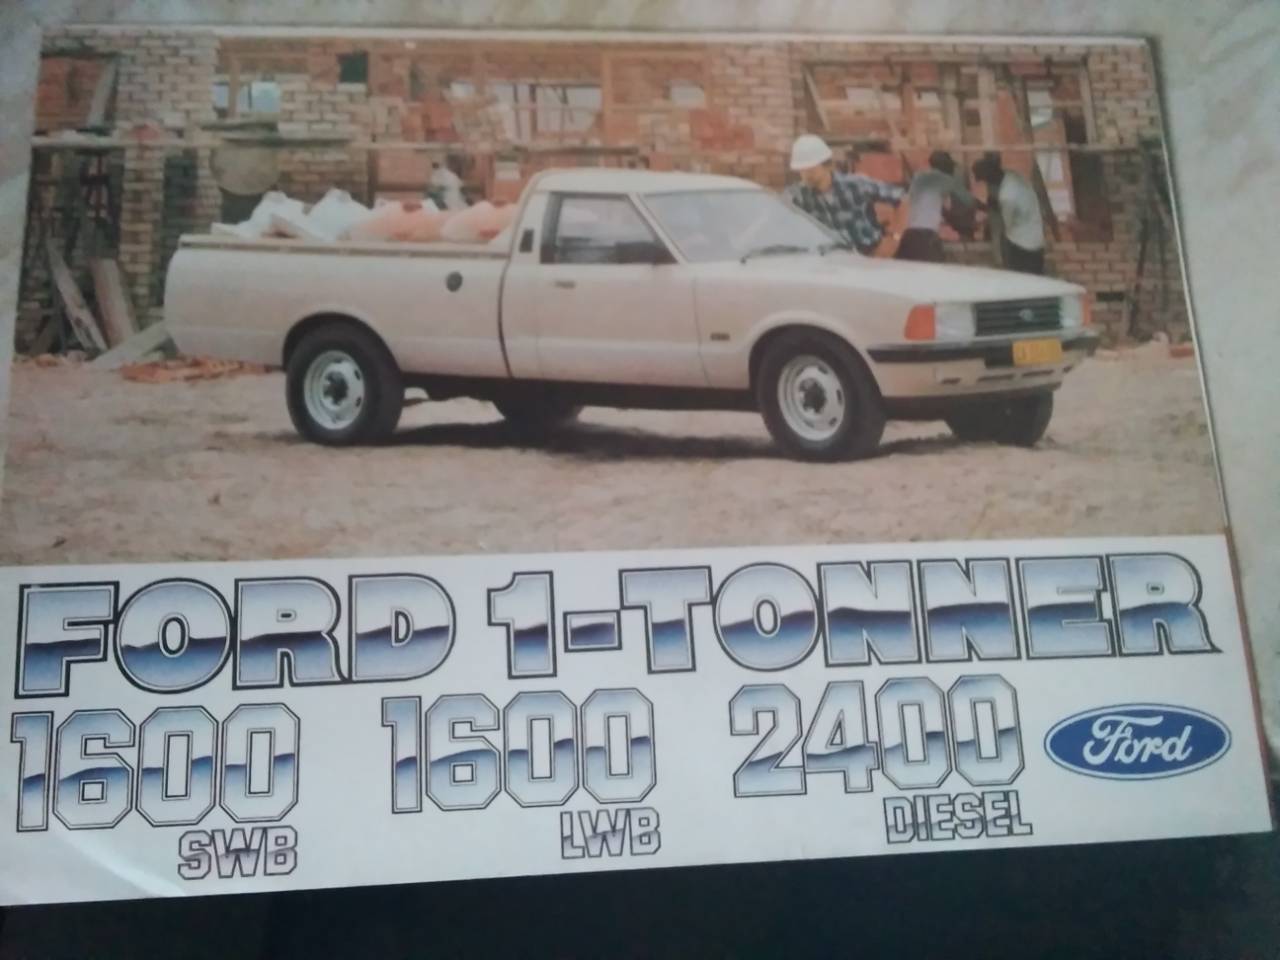 FORD 1-TONNER
1600 1600 2400 Ford
SWB LWB DIESEL